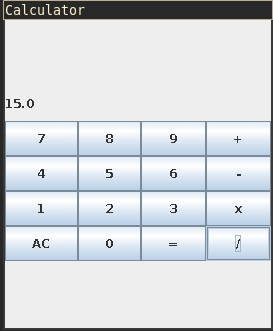 Calculator
15.0
7 8 9 +
4 5 6 -
1 2 3 x
AC 0 = /